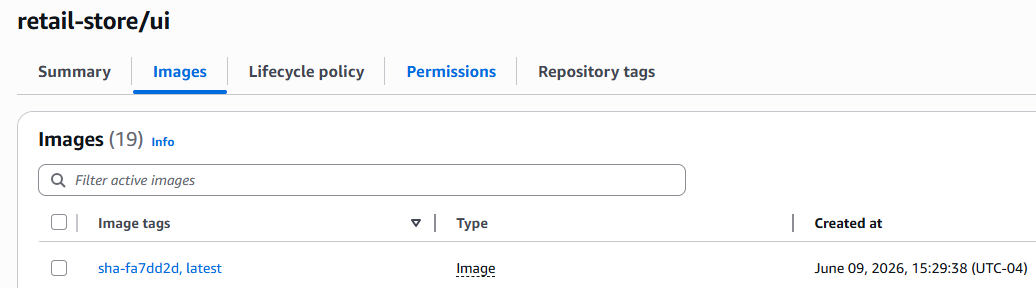 retail-store/ui
Summary Images Lifecycle policy Permissions Repository tags
Images (19) Info
Filter active images
Image tags Type Created at
sha-fa7dd2d, latest Image June 09, 2026, 15:29:38 (UTC-04)